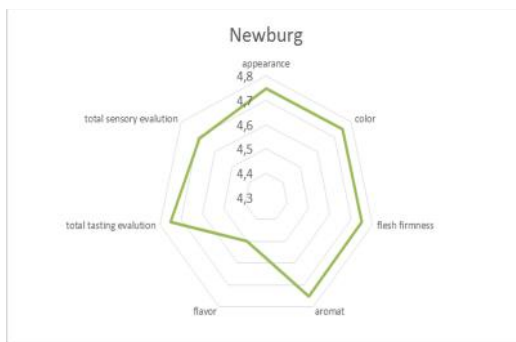 Newburg
appearance
4,8
4,7
4,6
4,5
4,4
4,3
color
flesh firmness
aromat
flavor
total tasting evalution
total sensory evalution